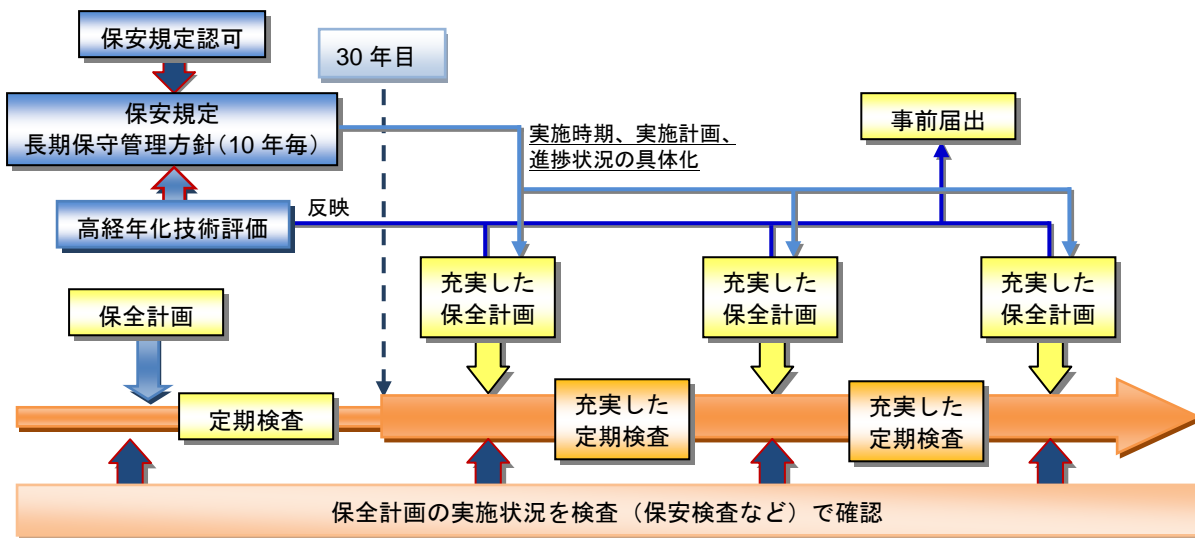 保安規定認可
30 年目
保安規定
長期保守管理方針(10 年毎)
実施時期、実施計画、
進捗状況の具体化
事前届出
高経年化技術評価
反映
保全計画
充実した
保全計画
充実した
保全計画
充実した
保全計画
定期検査
充実した
定期検査
充実した
定期検査
保全計画の実施状況を検査（保安検査など）で確認